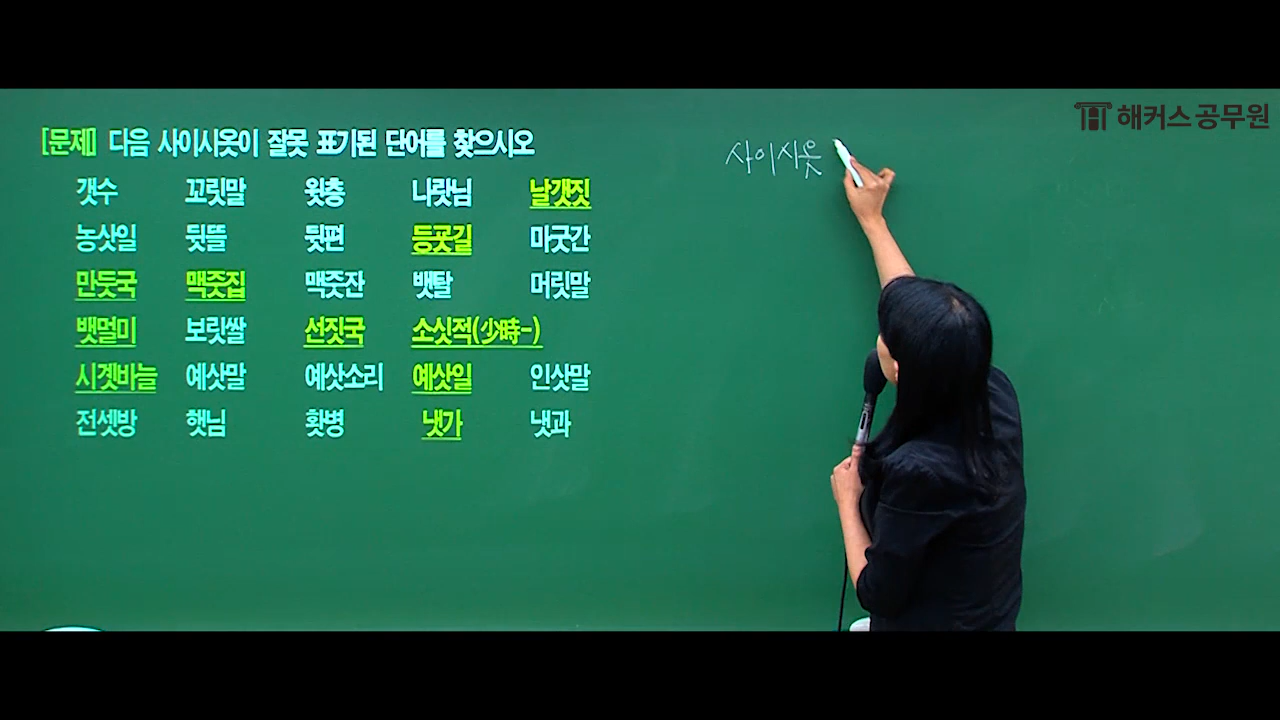 해커스공무원
[문제] 다음 사이시옷이 잘못 표기된 단어를 찾으시오
사이시옷
갯수 꼬릿말 윗층 나랏님 날갯짓
농삿일 뒷뜰 뒷편 등굣길 마굿간
만둣국 맥줏집 맥줏잔 뱃탈 머릿말
뱃멀미 보릿쌀 선짓국 소싯적(少時-)
시곗바늘 예삿말 예삿소리 예삿일 인삿말
전셋방 햇님 홧병 냇가 냇과